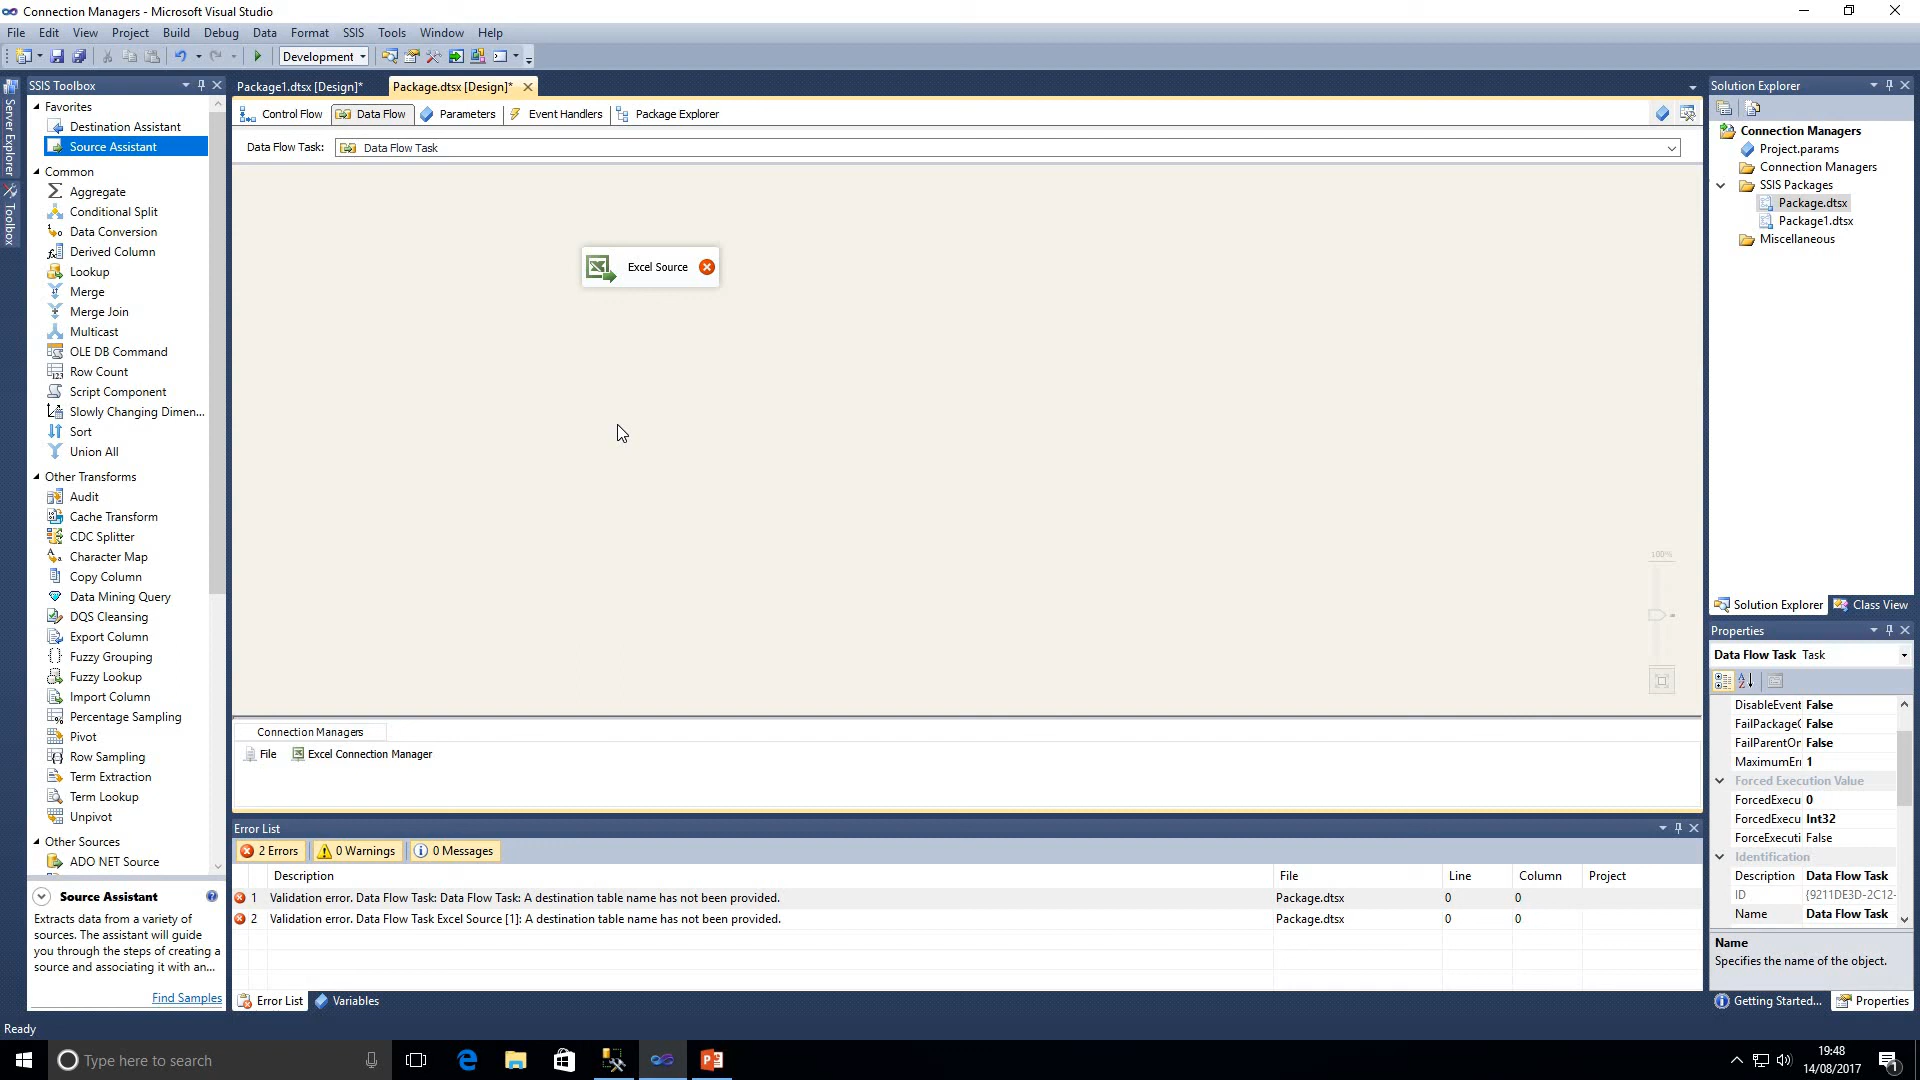 Connection Managers - Microsoft Visual Studio
File Edit View Project Build Debug Data Format SSIS Tools Window Help
Development
SSIS Toolbox
Package1.dtsx [Design]* Package.dtsx [Design]*
Solution Explorer
Server Explorer
Toolbox
Favorites
Destination Assistant
Source Assistant
Common
Aggregate
Conditional Split
Data Conversion
Derived Column
Lookup
Merge
Merge Join
Multicast
OLE DB Command
Row Count
Script Component
Slowly Changing Dimen...
Sort
Union All
Other Transforms
Audit
Cache Transform
CDC Splitter
Character Map
Copy Column
Data Mining Query
DQS Cleansing
Export Column
Fuzzy Grouping
Fuzzy Lookup
Import Column
Percentage Sampling
Pivot
Row Sampling
Term Extraction
Term Lookup
Unpivot
Other Sources
ADO NET Source
Source Assistant
Extracts data from a variety of
sources. The assistant will guide
you through the steps of creating a
source and associating it with an...
Find Samples
Control Flow Data Flow Parameters Event Handlers Package Explorer
Data Flow Task: Data Flow Task
Excel Source
100%
Connection Managers
File Excel Connection Manager
Error List
2 Errors 0 Warnings 0 Messages
Description File Line Column Project
1 Validation error. Data Flow Task: Data Flow Task: A destination table name has not been provided. Package.dtsx 0 0
2 Validation error. Data Flow Task Excel Source [1]: A destination table name has not been provided. Package.dtsx 0 0
Error List Variables
Connection Managers
Project.params
Connection Managers
SSIS Packages
Package.dtsx
Package1.dtsx
Miscellaneous
Solution Explorer Class View
Properties
Data Flow Task Task
DisableEvent False
FailPackageC False
FailParentOr False
MaximumErr 1
Forced Execution Value
ForcedExecu 0
ForcedExecu Int32
ForceExecuti False
Identification
Description Data Flow Task
ID {9211DE3D-2C12-
Name Data Flow Task
Name
Specifies the name of the object.
Getting Started... Properties
Ready
Type here to search
19:48
14/08/2017
1